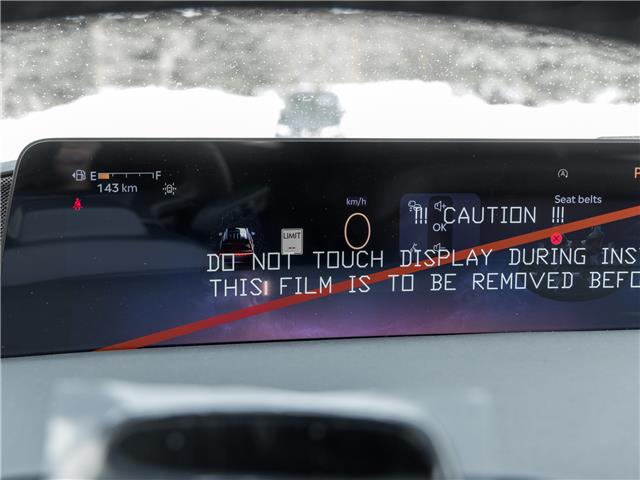 E F
143 km
km/h
0
LIMIT
--
OK
Seat belts
!!! CAUTION !!!
DO NOT TOUCH DISPLAY DURING INS
THIS FILM IS TO BE REMOVED BEFO